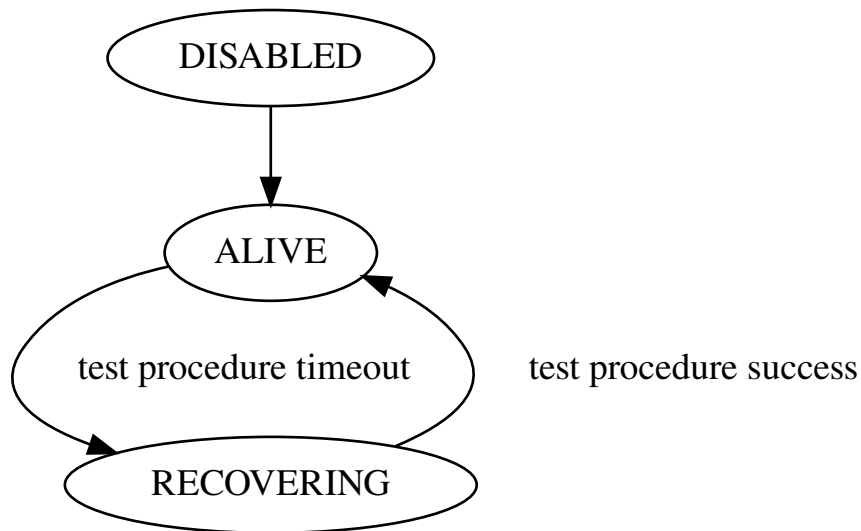 DISABLED
ALIVE
test procedure timeout
test procedure success
RECOVERING